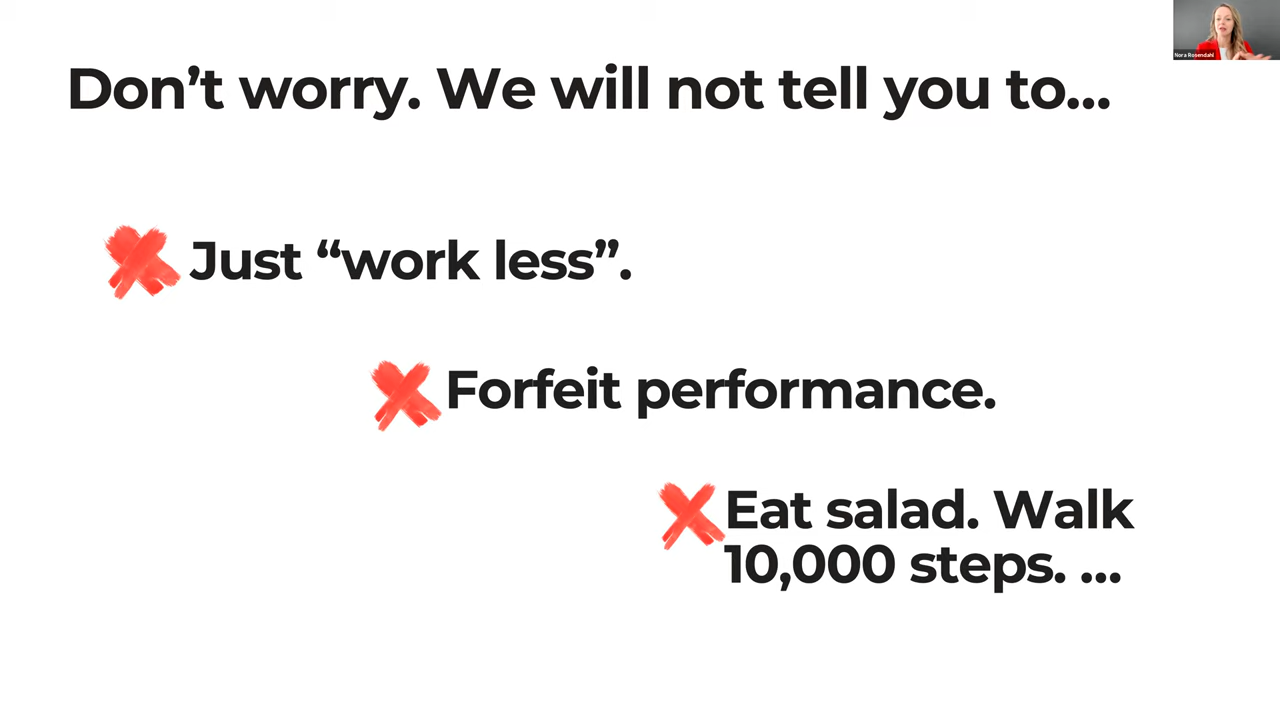 Don’t worry. We will not tell you to...
Just “work less”.
Forfeit performance.
Eat salad. Walk
10,000 steps. ...
Nora Rosendahl